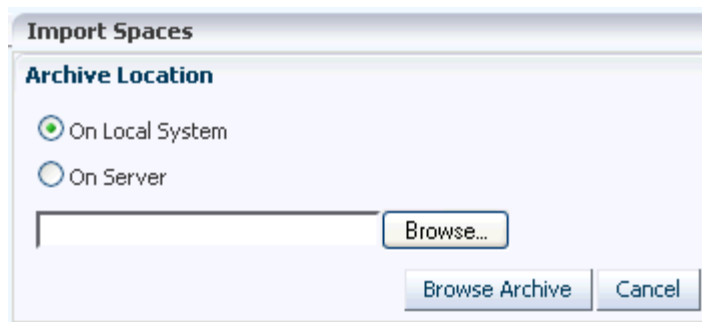 Import Spaces
Archive Location
On Local System
On Server
Browse...
Browse Archive Cancel